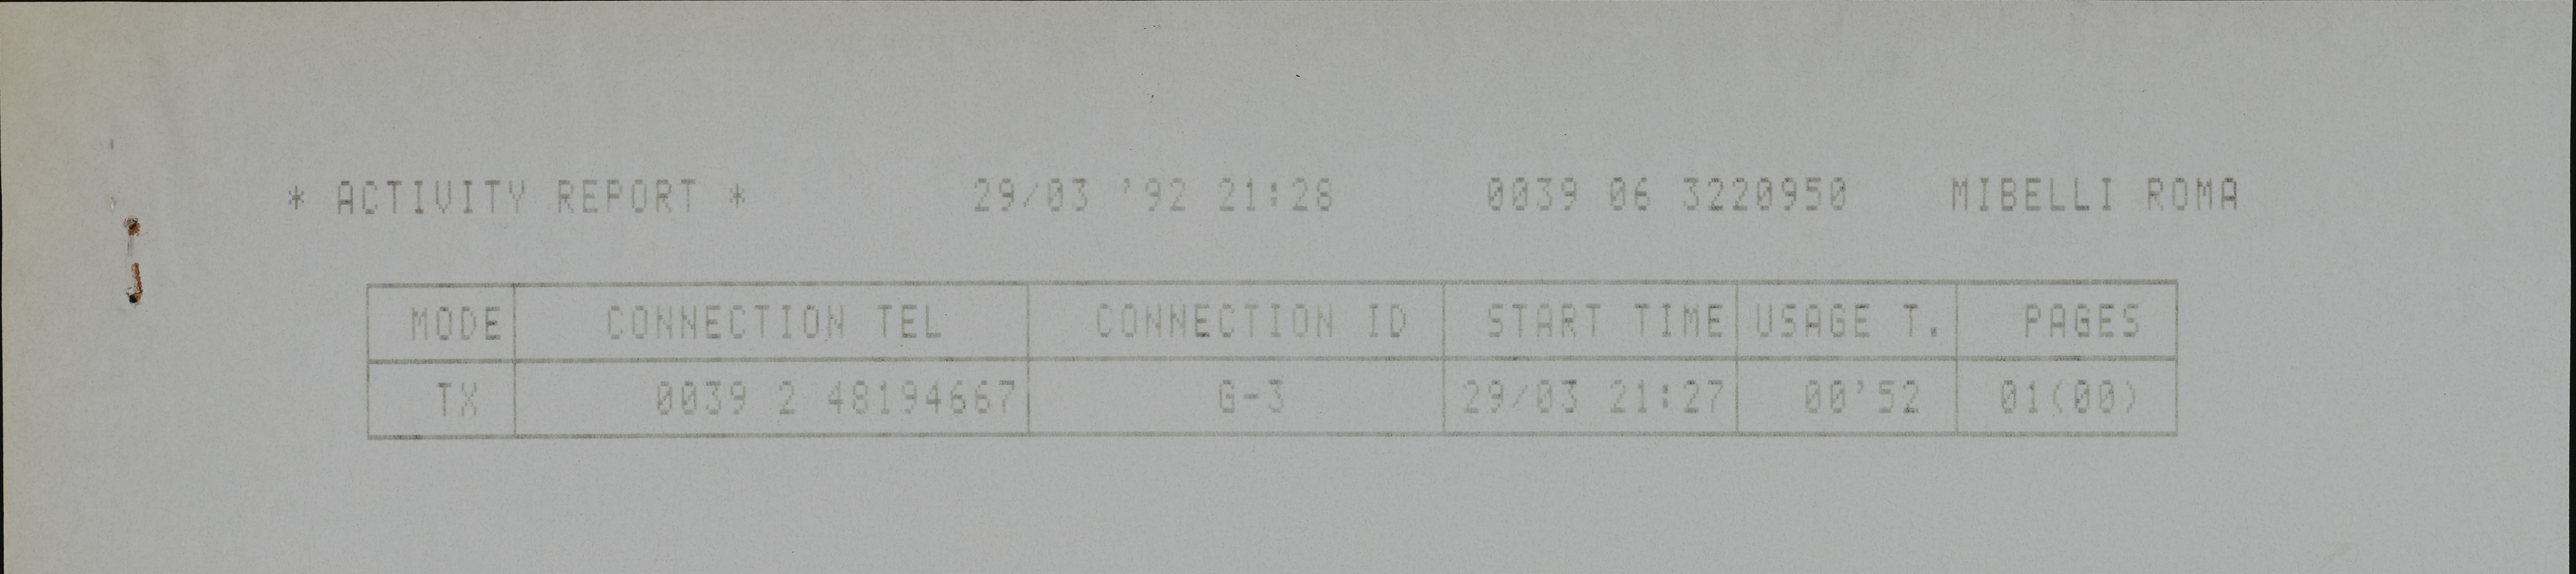 * ACTIVITY REPORT * 29/03 '92 21:28 0039 06 3220950 MIBELLI ROMA
MODE CONNECTION TEL CONNECTION ID START TIME USAGE T. PAGES
TX 0039 2 48194667 G-3 29/03 21:27 00'52 01(00)